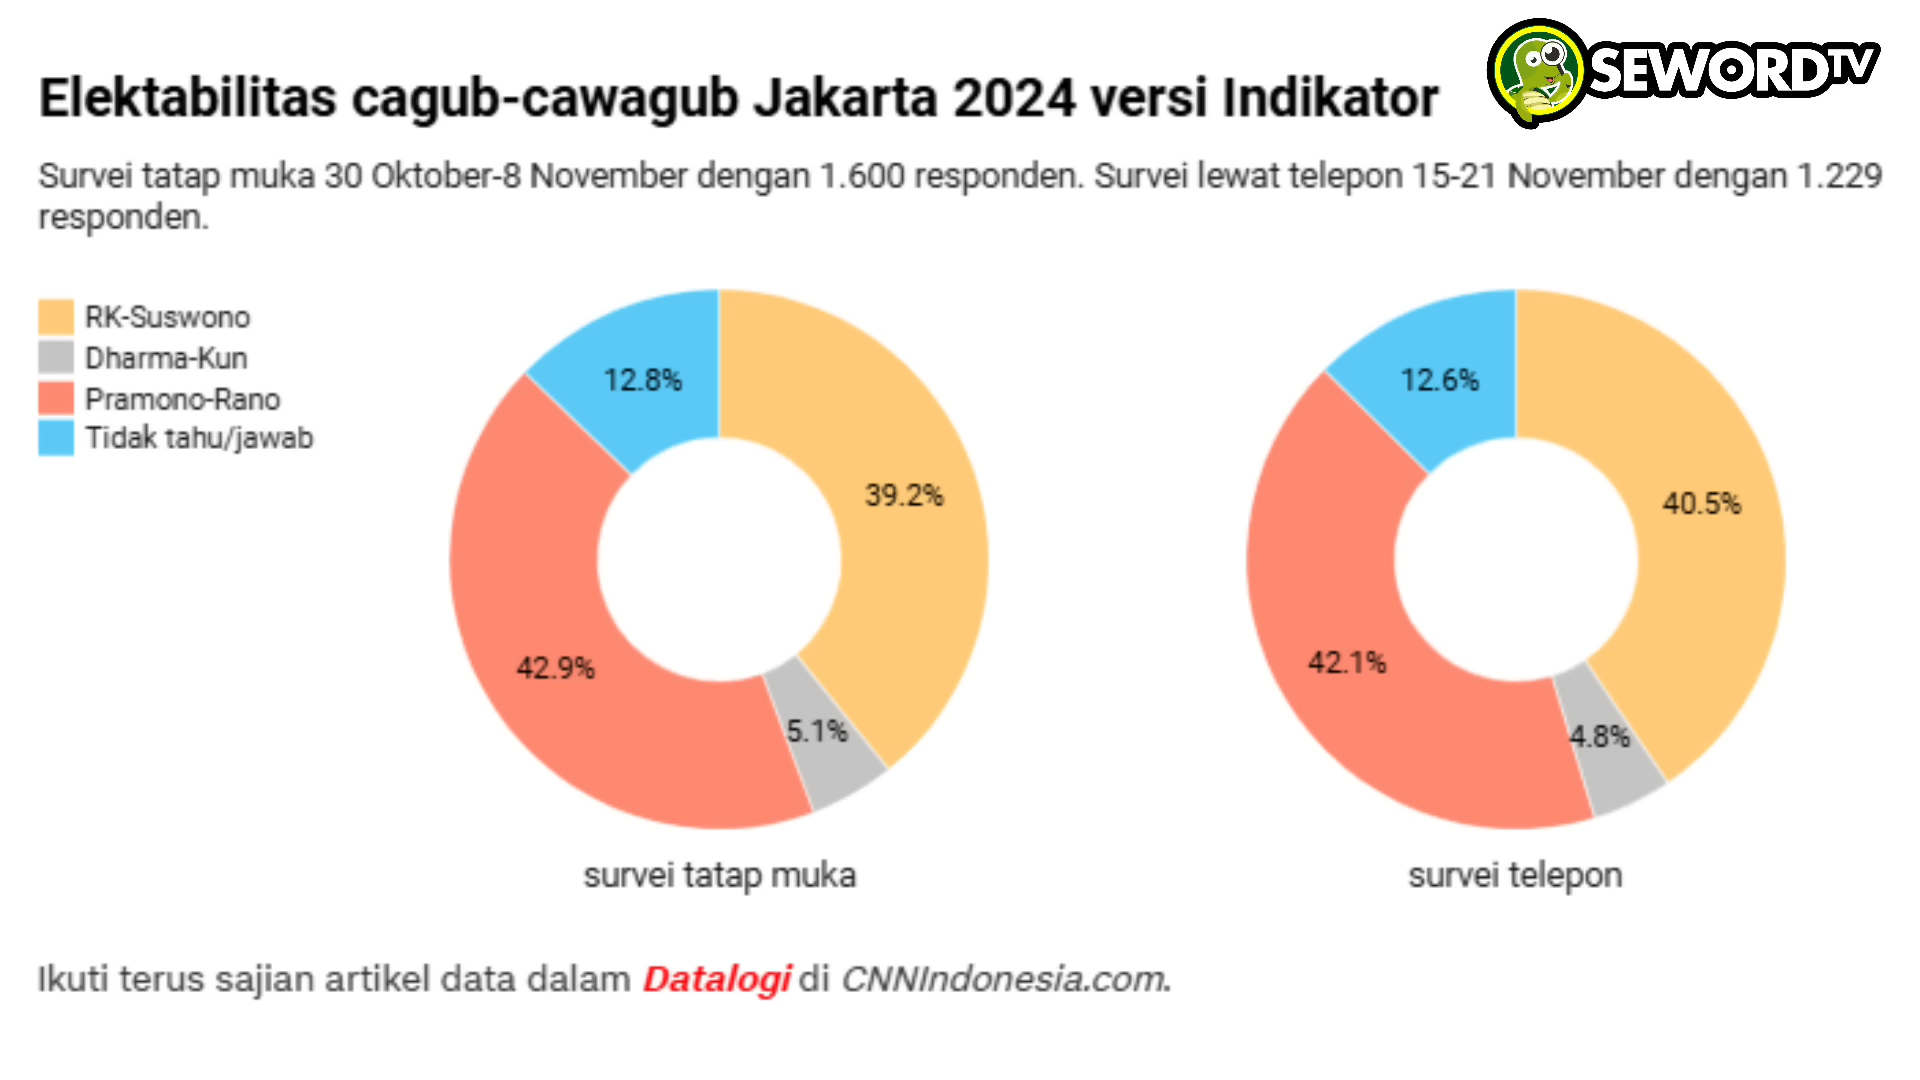 SEWORDTV
Elektabilitas cagub-cawagub Jakarta 2024 versi Indikator
Survei tatap muka 30 Oktober-8 November dengan 1.600 responden. Survei lewat telepon 15-21 November dengan 1.229
responden.
RK-Suswono
Dharma-Kun
Pramono-Rano
Tidak tahu/jawab
12.8%
39.2%
42.9%
5.1%
survei tatap muka
12.6%
40.5%
42.1%
4.8%
survei telepon
Ikuti terus sajian artikel data dalam Datalogi di CNNIndonesia.com.